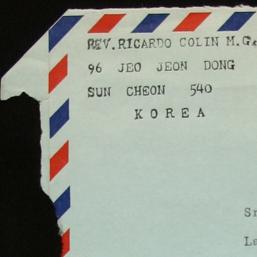 REV.RICARDO COLIN M.G.
96 JEO JEON DONG
SUN CHEON 540
KOREA